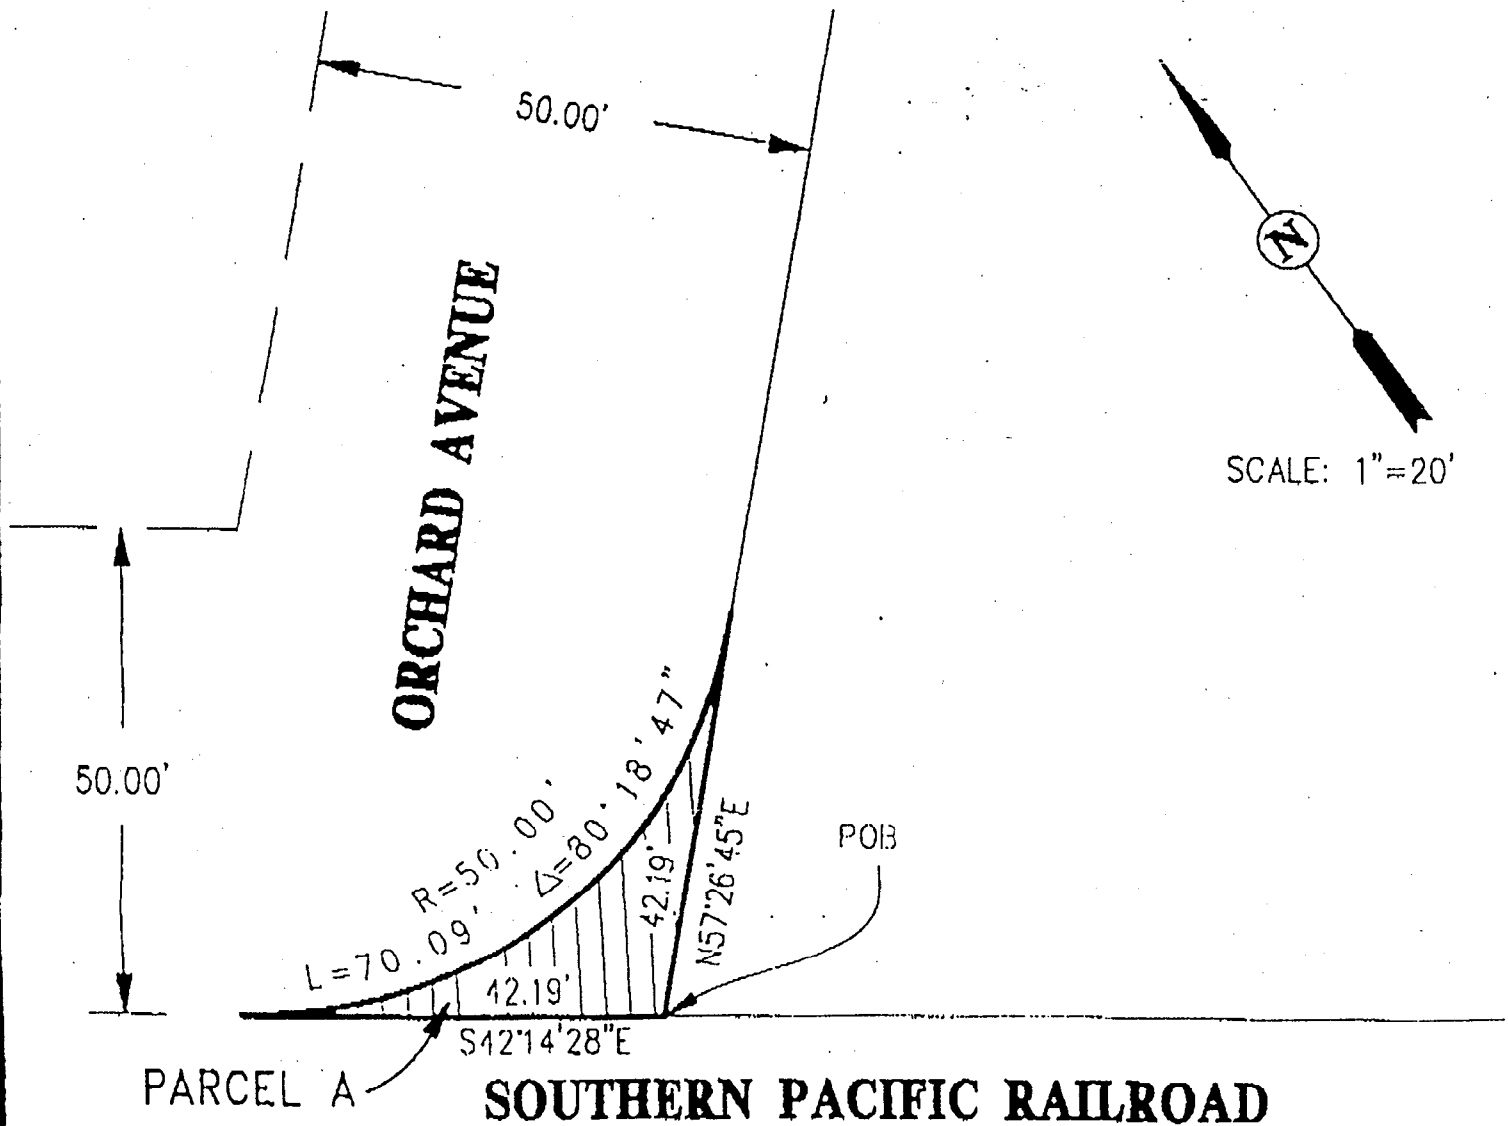 50.00'
N
SCALE: 1"=20'
ORCHARD AVENUE
50.00'
R=50.00'
Δ=80°18'47"
L=70.09'
42.19'
N57°26'45"E
POB
42.19'
S42°14'28"E
PARCEL A
SOUTHERN PACIFIC RAILROAD